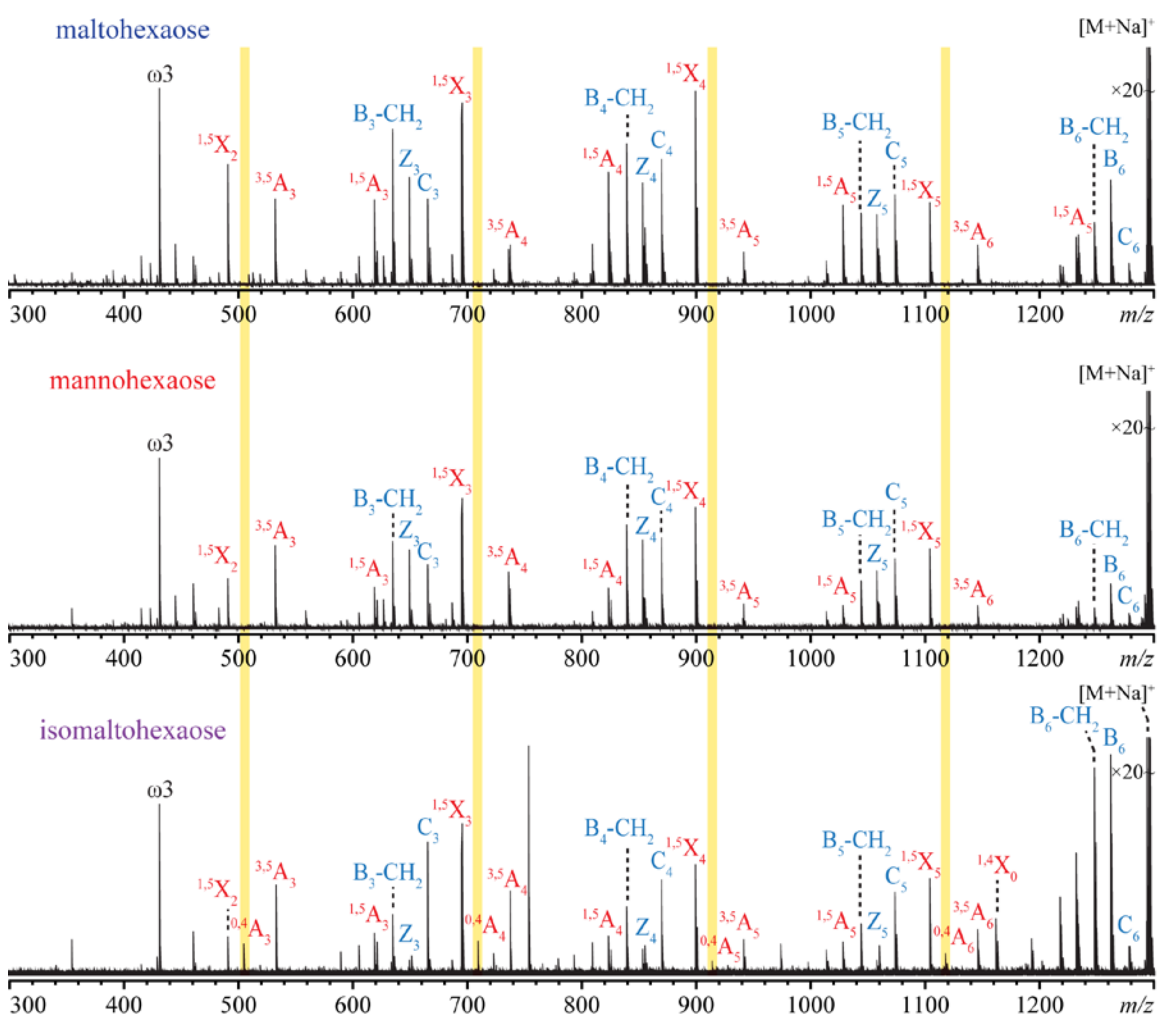 maltohexaose
[M+Na]⁺
×20
ω3
¹,⁵X₂
³,⁵A₃
¹,⁵A₃
B₃-CH₂
Z₃
C₃
¹,⁵X₃
³,⁵A₄
¹,⁵A₄
B₄-CH₂
Z₄
C₄
¹,⁵X₄
³,⁵A₅
¹,⁵A₅
B₅-CH₂
Z₅
C₅
¹,⁵X₅
³,⁵A₆
¹,⁵A₅
B₆-CH₂
B₆
C₆
300 400 500 600 700 800 900 1000 1100 1200 m/z
mannohexaose
[M+Na]⁺
×20
ω3
¹,⁵X₂
³,⁵A₃
¹,⁵A₃
B₃-CH₂
Z₃
C₃
¹,⁵X₃
³,⁵A₄
¹,⁵A₄
B₄-CH₂
Z₄
C₄
¹,⁵X₄
³,⁵A₅
¹,⁵A₅
B₅-CH₂
Z₅
C₅
¹,⁵X₅
³,⁵A₆
B₆-CH₂
B₆
C₆
300 400 500 600 700 800 900 1000 1100 1200 m/z
isomaltohexaose
[M+Na]⁺
×20
ω3
¹,⁵X₂
⁰,⁴A₃
³,⁵A₃
¹,⁵A₃
B₃-CH₂
Z₃
C₃
¹,⁵X₃
⁰,⁴A₄
³,⁵A₄
¹,⁵A₄
B₄-CH₂
Z₄
C₄
¹,⁵X₄
⁰,⁴A₅
³,⁵A₅
¹,⁵A₅
B₅-CH₂
Z₅
C₅
¹,⁵X₅
⁰,⁴A₆
³,⁵A₆
¹,⁴X₀
B₆-CH₂
B₆
C₆
300 400 500 600 700 800 900 1000 1100 1200 m/z